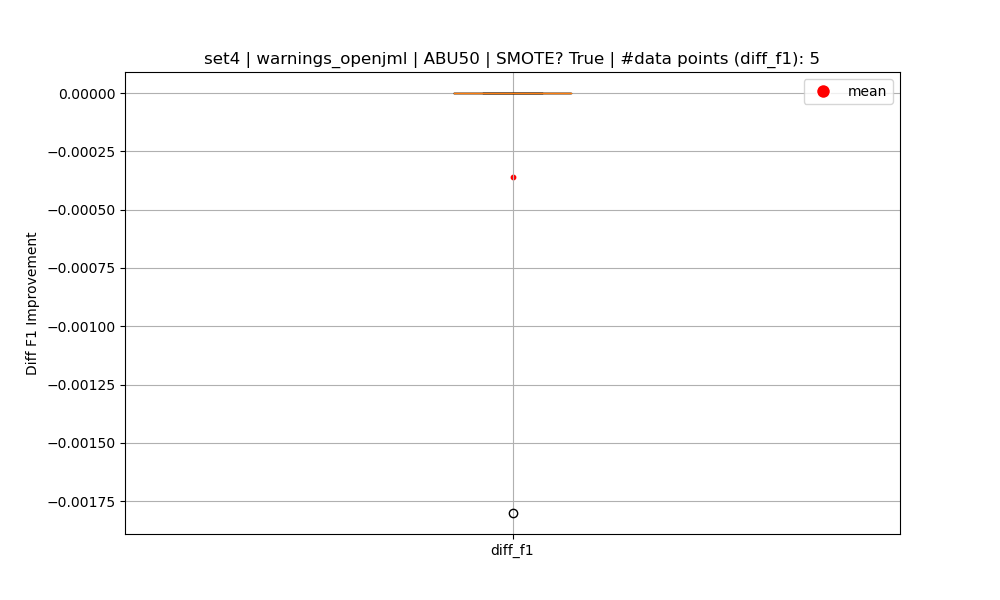 set4 | warnings_openjml | ABU50 | SMOTE? True | #data points (diff_f1): 5
mean
0.00000
−0.00025
−0.00050
−0.00075
−0.00100
−0.00125
−0.00150
−0.00175
Diff F1 Improvement
diff_f1